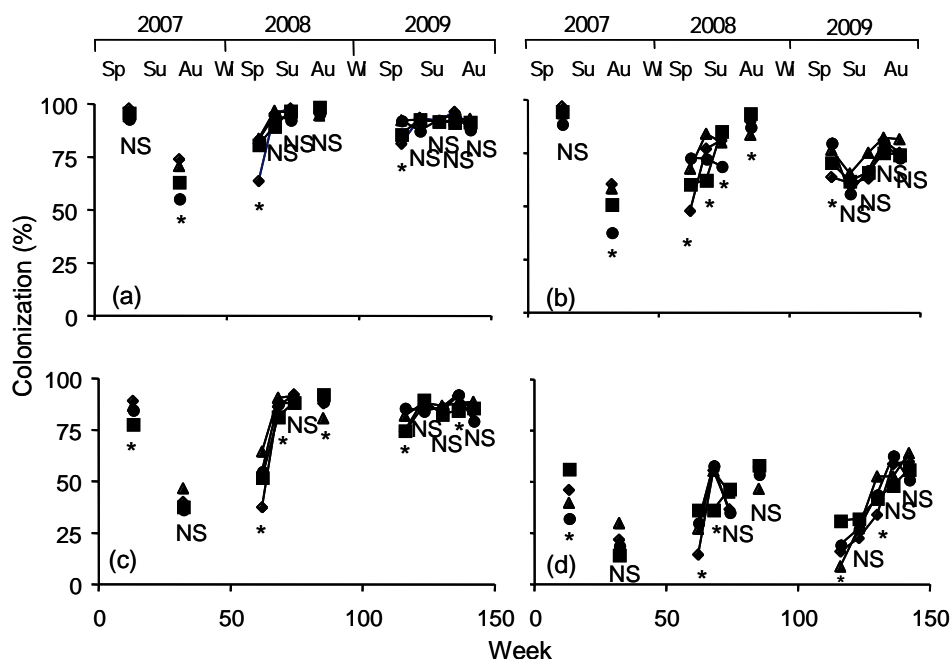 2007 2008 2009 2007 2008 2009
Sp Su Au Wi Sp Su Au Wi Sp Su Au Sp Su Au Wi Sp Su Au Wi Sp Su Au
Colonization (%)
100
75
50
25
0
(a)
NS
*
*
NS
NS
NS
*
NS
NS
NS
NS
(b)
NS
*
*
*
*
*
*
NS
NS
NS
NS
100
75
50
25
0
(c)
*
NS
*
*
NS
*
*
NS
NS
*
NS
(d)
*
NS
*
*
NS
NS
*
NS
*
NS
NS
0 50 100 150 0 50 100 150
Week